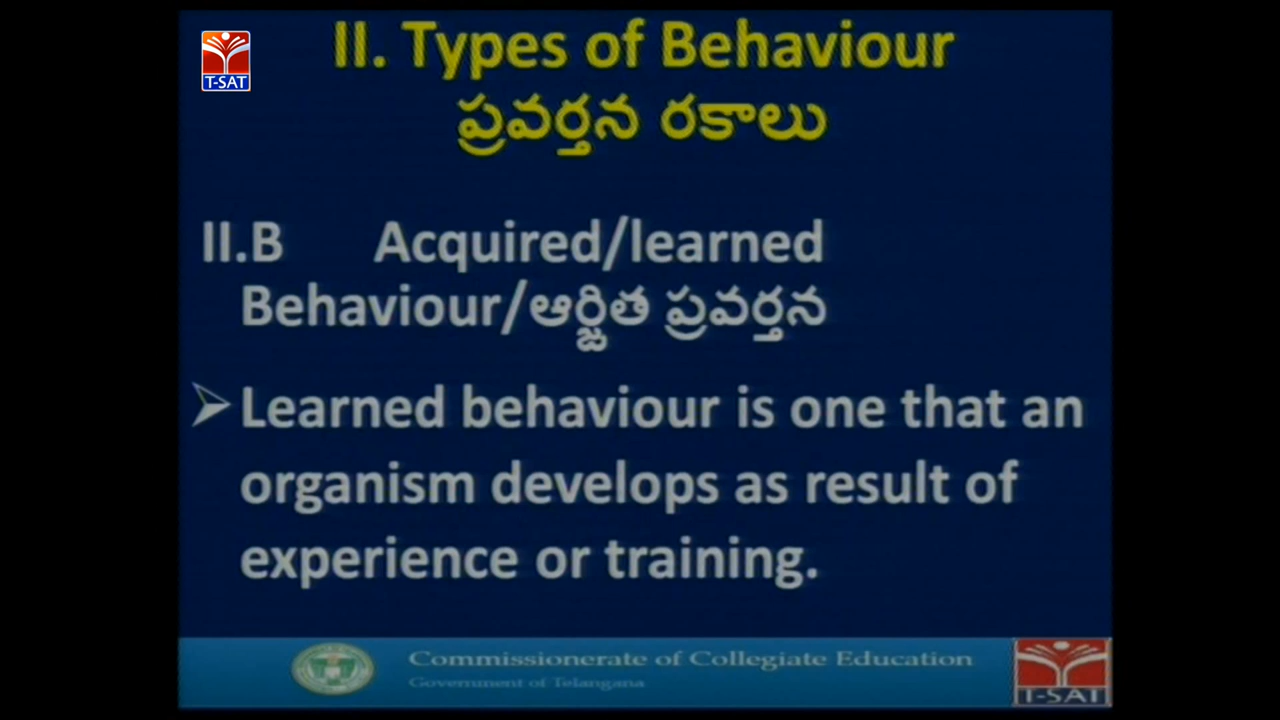 II. Types of Behaviour
ప్రవర్తన రకాలు
T-SAT
II.B Acquired/learned
Behaviour/ఆర్జిత ప్రవర్తన
➢Learned behaviour is one that an
organism develops as result of
experience or training.
Commissionerate of Collegiate Education
Government of Telangana
T-SAT